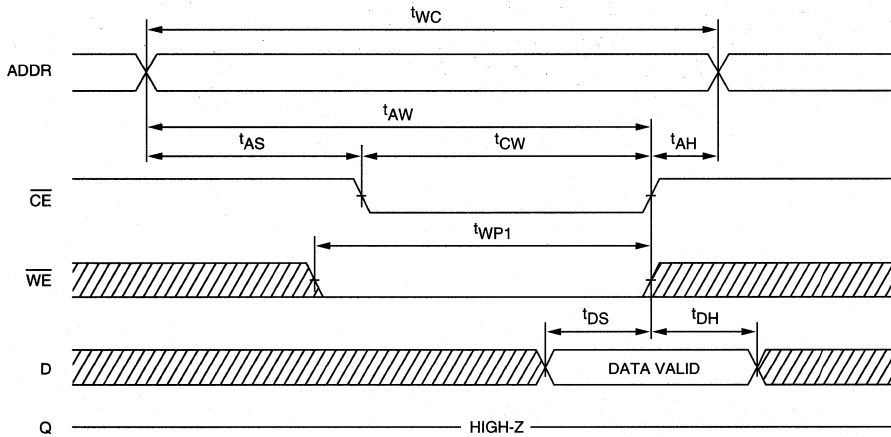 tWC
ADDR
tAW
tAS tCW tAH
CE
tWP1
WE
tDS tDH
D DATA VALID
Q HIGH-Z